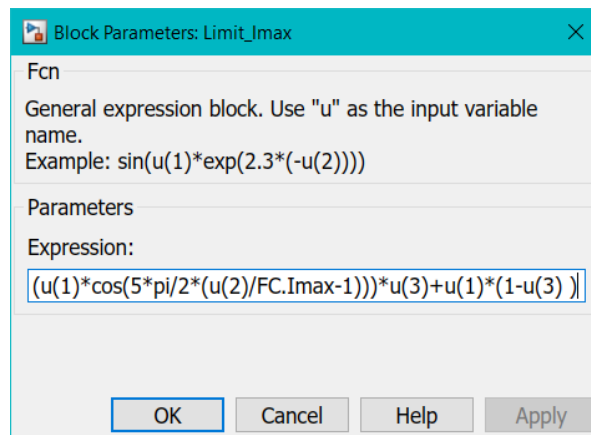 Block Parameters: Limit_Imax
Fcn
General expression block. Use "u" as the input variable
name.
Example: sin(u(1)*exp(2.3*(-u(2))))
Parameters
Expression:
(u(1)*cos(5*pi/2*(u(2)/FC.Imax-1)))*u(3)+u(1)*(1-u(3) )
OK Cancel Help Apply